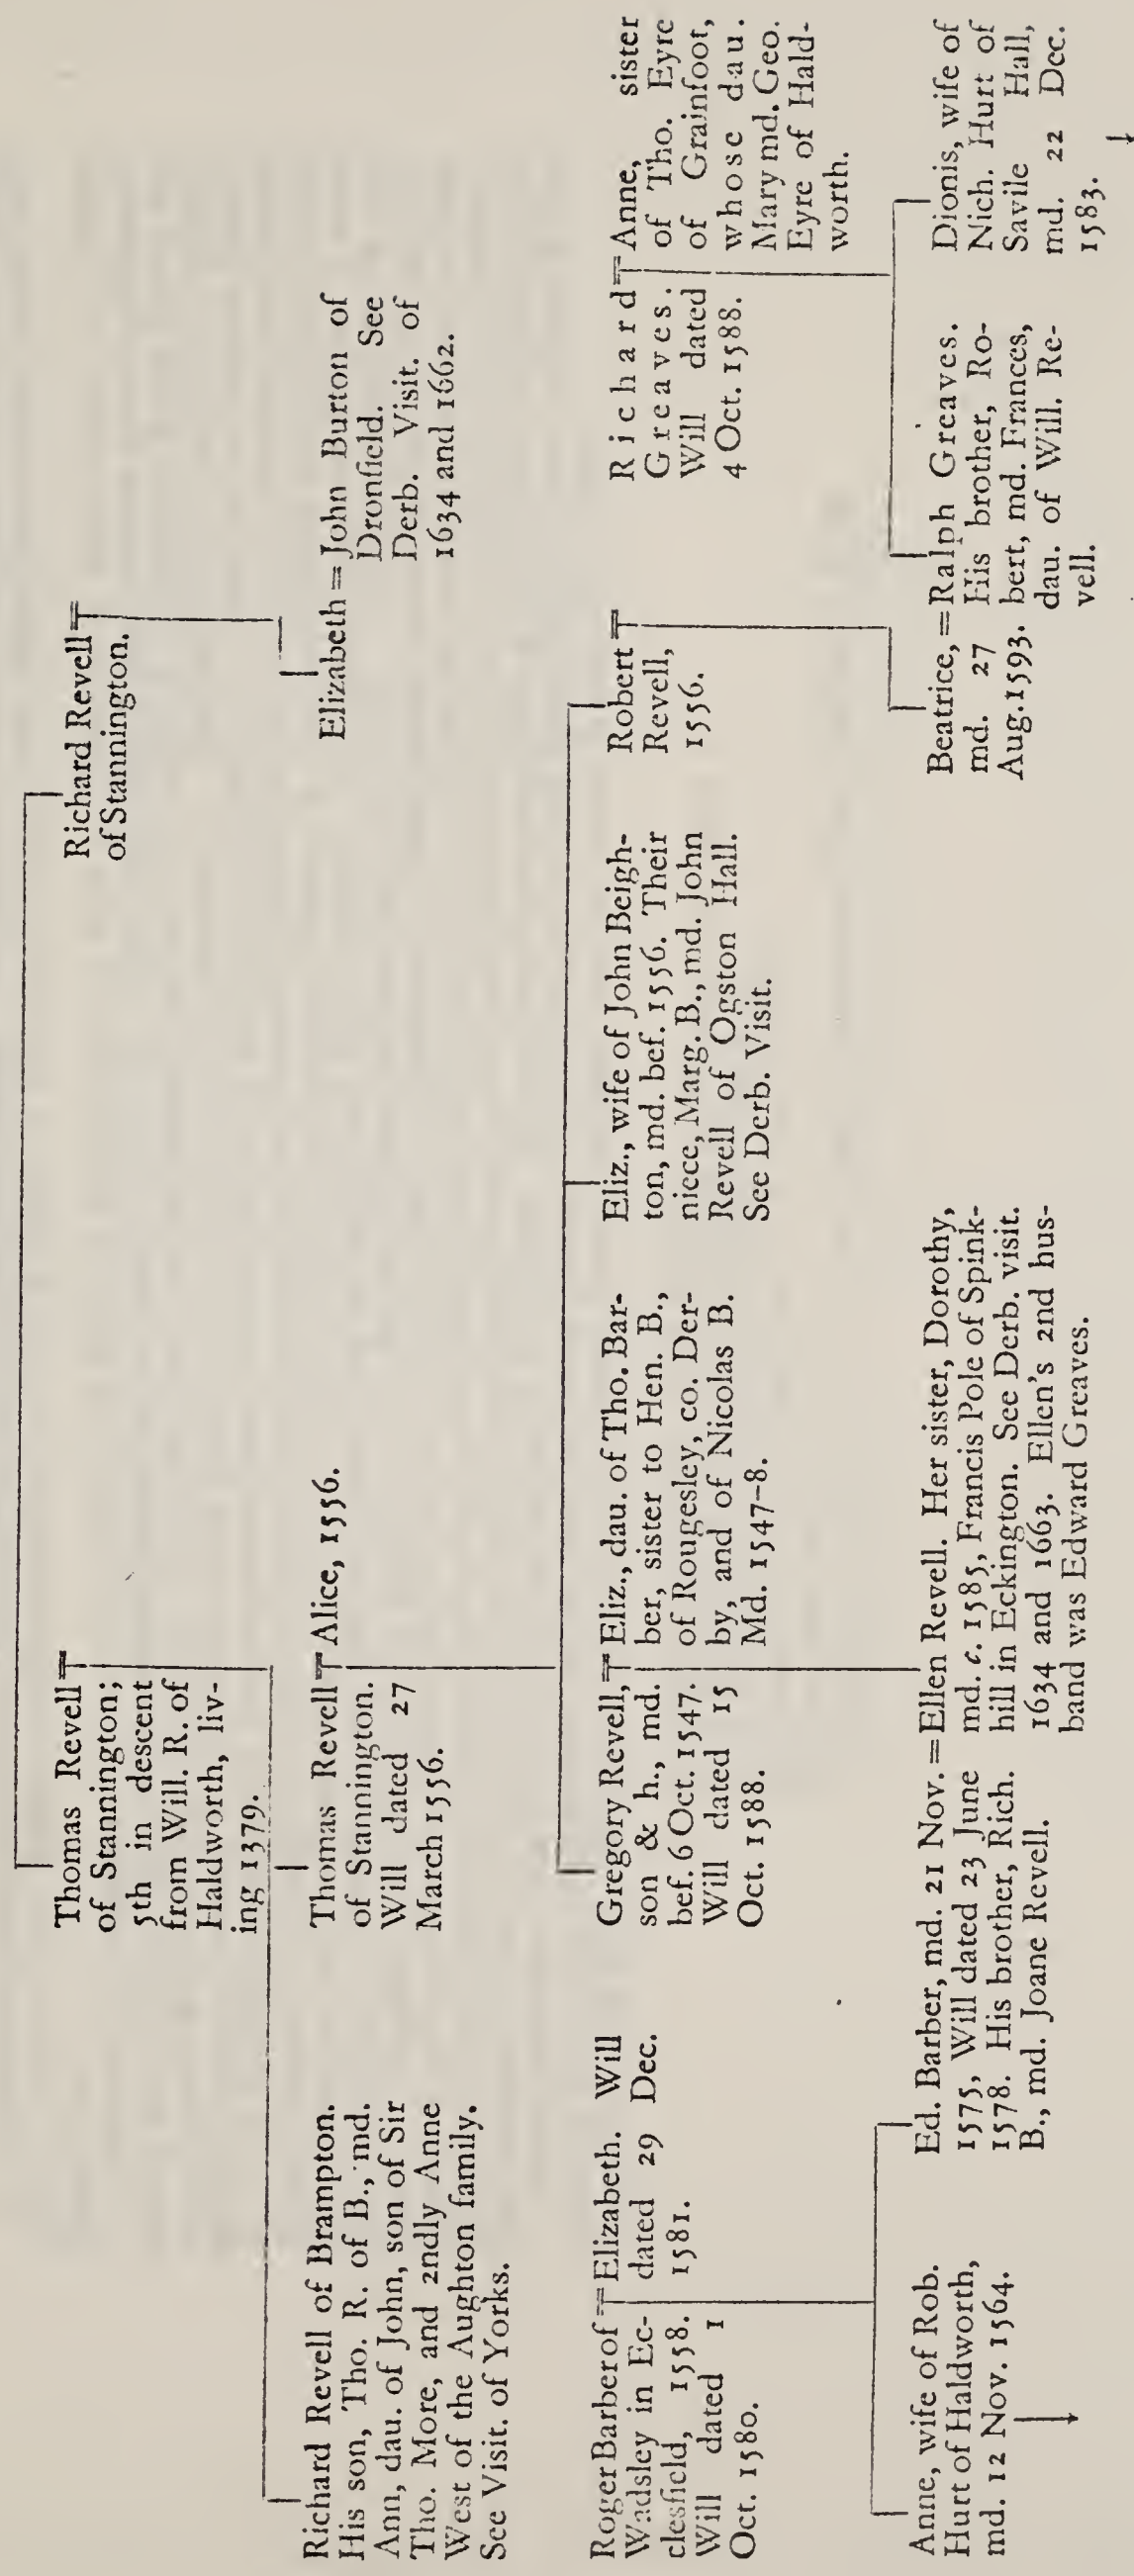 Thomas Revell
of Stannington;
5th in descent
from Will. R. of
Haldworth, liv-
ing 1379.
Richard Revell
of Stannington.
Richard Revell of Brampton.
His son, Tho. R. of B., md.
Ann, dau. of John, son of Sir
Tho. More, and 2ndly Anne
West of the Aughton family.
See Visit. of Yorks.
Thomas Revell
of Stannington.
Will dated 27
March 1556.
= Alice, 1556.
Elizabeth = John Burton of
Dronfield. See
Derb. Visit. of
1634 and 1662.
Roger Barber of
Wadsley in Ec-
clesfield, 1558.
Will dated 1
Oct. 1580.
= Elizabeth. Will
dated 29 Dec.
1581.
Gregory Revell,
son & h., md.
bef. 6 Oct. 1547.
Will dated 15
Oct. 1588.
= Eliz., dau. of Tho. Bar-
ber, sister to Hen. B.,
of Rougesley, co. Der-
by, and of Nicolas B.
Md. 1547-8.
Eliz., wife of John Beigh-
ton, md. bef. 1556. Their
niece, Marg. B., md. John
Revell of Ogston Hall.
See Derb. Visit.
Robert
Revell,
1556.
Richard
Greaves.
Will dated
4 Oct. 1588.
= Anne, sister
of Tho. Eyre
of Grainfoot,
whose dau.
Mary md. Geo.
Eyre of Hald-
worth.
Anne, wife of Rob.
Hurt of Haldworth,
md. 12 Nov. 1564.
Ed. Barber, md. 21 Nov.
1575, Will dated 23 June
1578. His brother, Rich.
B., md. Joane Revell.
= Ellen Revell. Her sister, Dorothy,
md. c. 1585, Francis Pole of Spink-
hill in Eckington. See Derb. visit.
1634 and 1663. Ellen's 2nd hus-
band was Edward Greaves.
Beatrice,
md. 27
Aug. 1593.
= Ralph Greaves.
His brother, Ro-
bert, md. Frances,
dau. of Will. Re-
vell.
Dionis, wife of
Nich. Hurt of
Savile Hall,
md. 22 Dec.
1583.